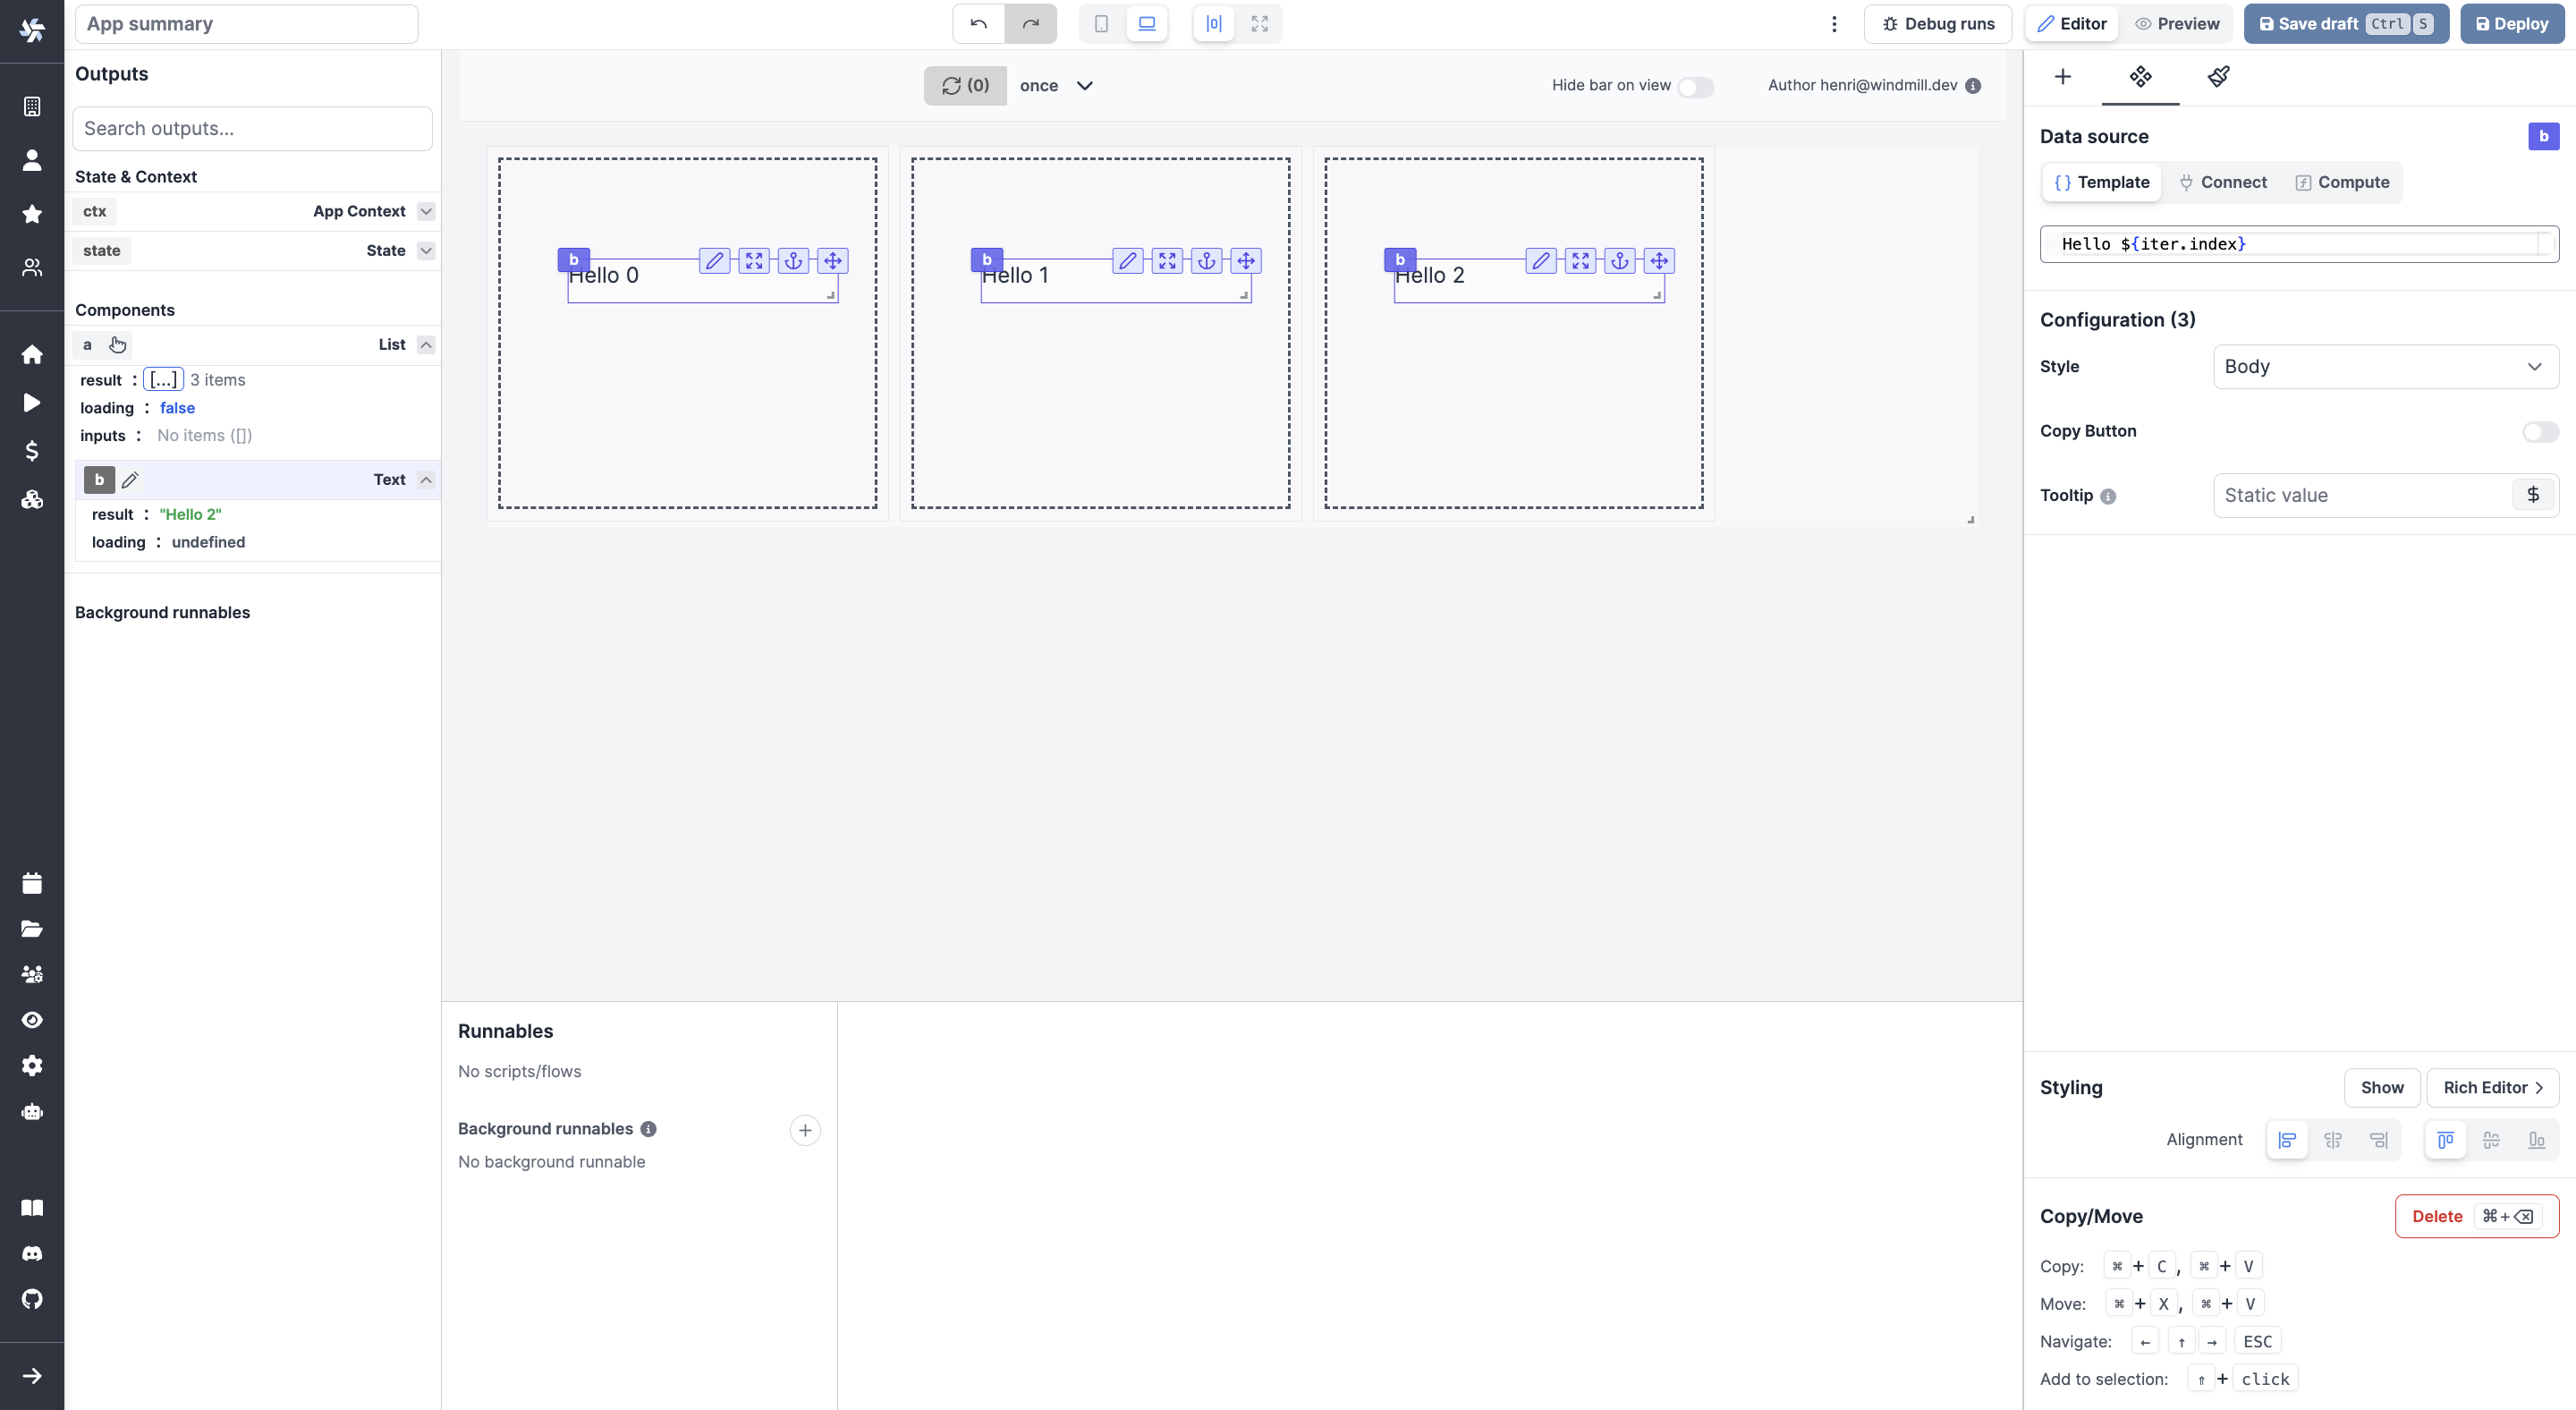 App summary
Debug runs
Editor
Preview
Save draft Ctrl S
Deploy
Outputs
Search outputs...
State & Context
ctx App Context
state State
Components
a List
result : [...] 3 items
loading : false
inputs : No items ([])
b Text
result : "Hello 2"
loading : undefined
Background runnables
(0) once
Hide bar on view
Author henri@windmill.dev
b
Hello 0
b
Hello 1
b
Hello 2
Runnables
No scripts/flows
Background runnables
No background runnable
Data source b
Template Connect Compute
Hello ${iter.index}
Configuration (3)
Style Body
Copy Button
Tooltip Static value $
Styling Show Rich Editor >
Alignment
Copy/Move Delete ⌘+⌫
Copy: ⌘ + C , ⌘ + V
Move: ⌘ + X , ⌘ + V
Navigate: ← ↑ → ESC
Add to selection: ⇑ + click